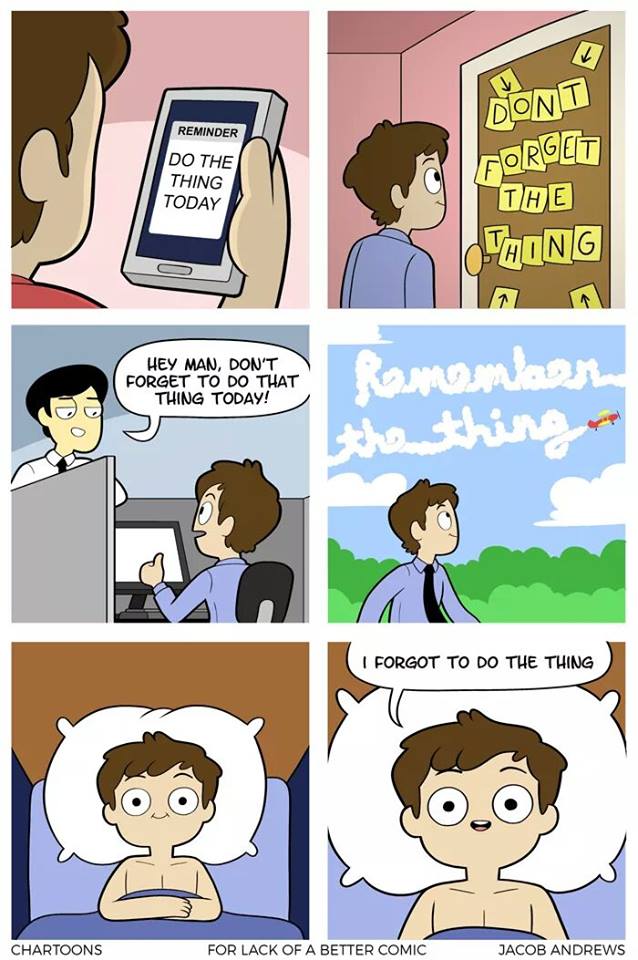 REMINDER
DO THE
THING
TODAY
DONT
FORGET
THE
THING
HEY MAN, DON'T
FORGET TO DO THAT
THING TODAY!
Remember
the thing
I FORGOT TO DO THE THING
CHARTOONS FOR LACK OF A BETTER COMIC JACOB ANDREWS